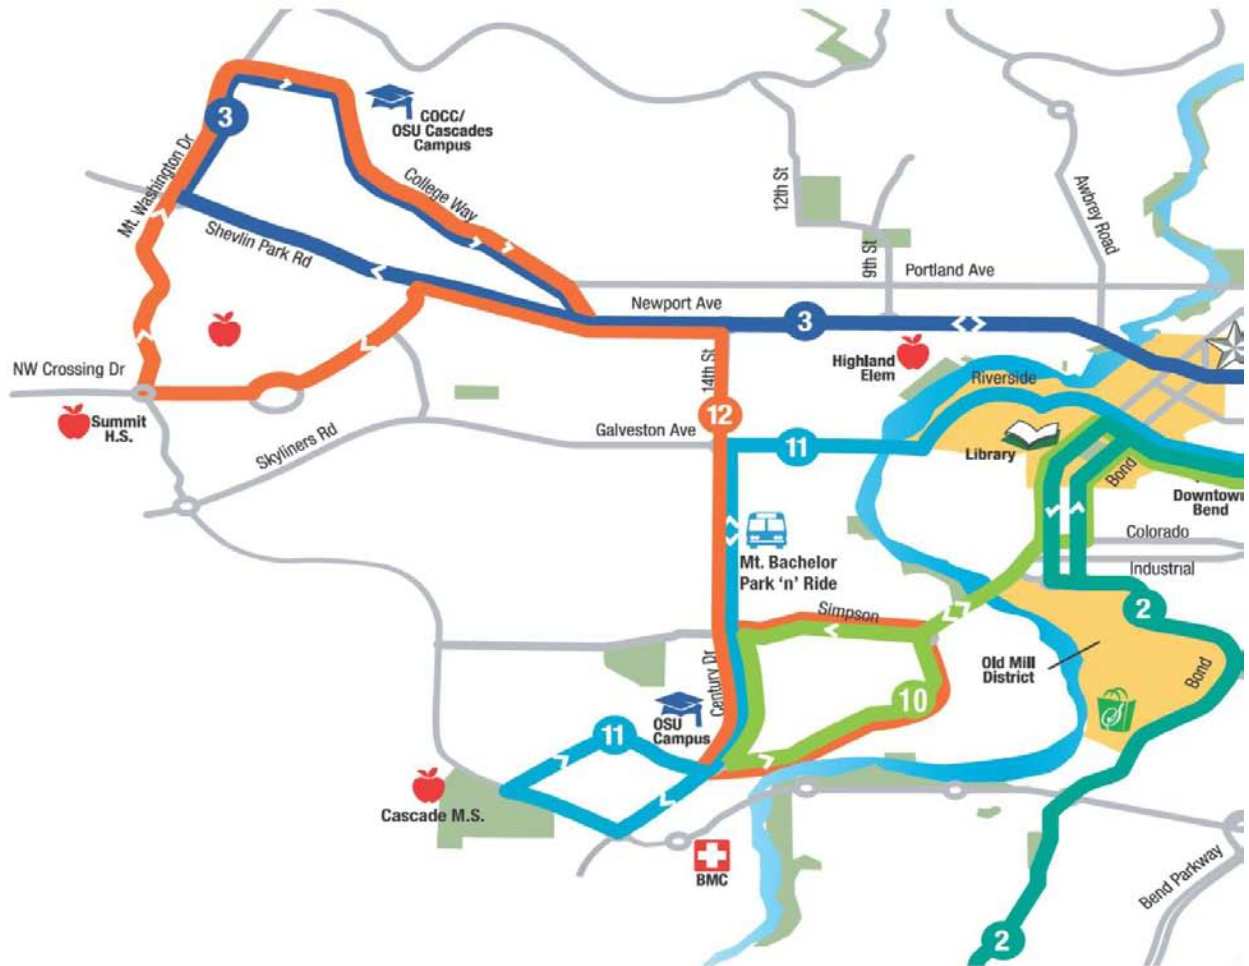 3
COCC/
OSU Cascades
Campus
Mt. Washington Dr
College Way
12th St
Awbrey Road
Shevlin Park Rd
9th St
Portland Ave
Newport Ave
3
Highland
Elem
14th St
NW Crossing Dr
Riverside
Summit
H.S.
12
Galveston Ave
11
Skyliners Rd
Library
Bond
Downtown
Bend
Colorado
Mt. Bachelor
Park 'n' Ride
Industrial
Simpson
2
Century Dr
Old Mill
District
Bond
10
OSU
Campus
11
S
Cascade M.S.
BMC
Bend Parkway
2